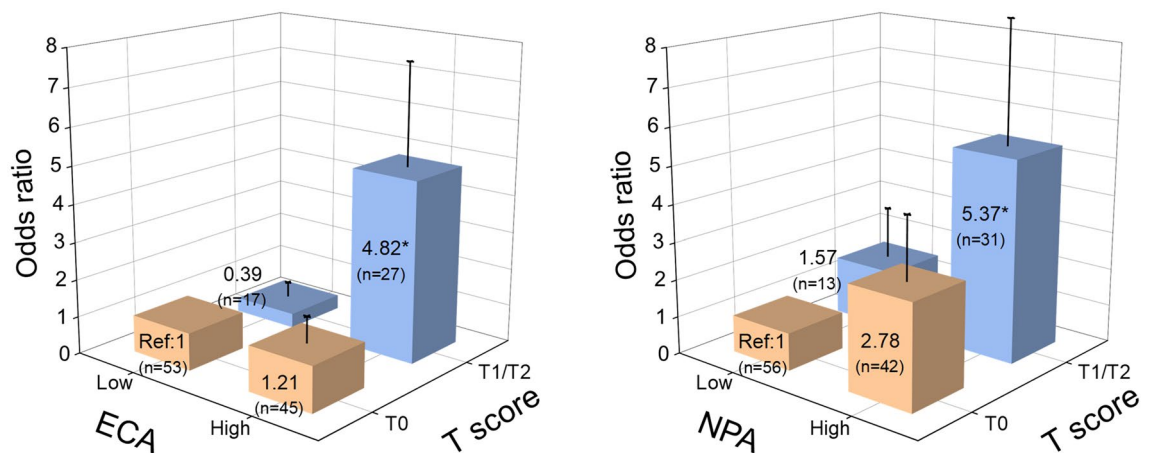 8
7
6
5
4
3
2
1
0
Odds ratio
0.39
(n=17)
4.82*
(n=27)
Ref:1
(n=53)
1.21
(n=45)
Low
High
ECA
T0
T1/T2
T score
8
7
6
5
4
3
2
1
0
Odds ratio
1.57
(n=13)
5.37*
(n=31)
Ref:1
(n=56)
2.78
(n=42)
Low
High
NPA
T0
T1/T2
T score